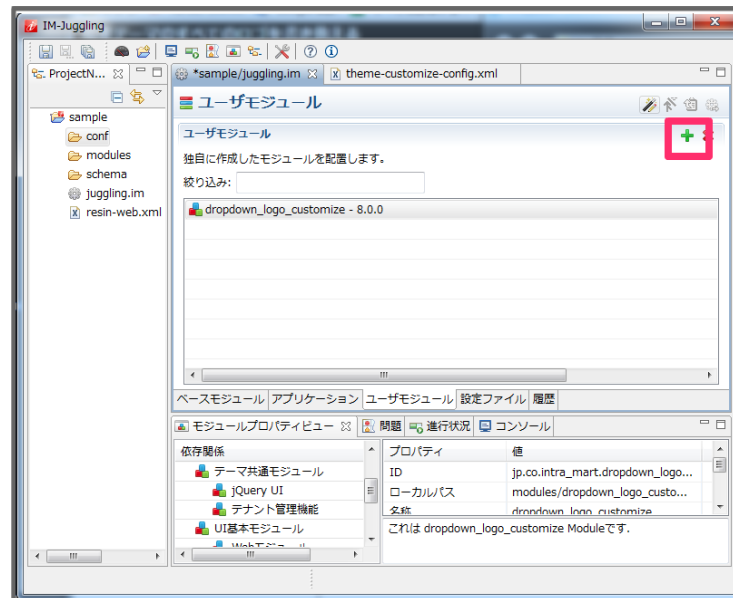 IM-Juggling
ProjectN...
*sample/juggling.im
theme-customize-config.xml
sample
conf
modules
schema
juggling.im
resin-web.xml
ユーザモジュール
ユーザモジュール
独自に作成したモジュールを配置します。
絞り込み:
dropdown_logo_customize - 8.0.0
ベースモジュール アプリケーション ユーザモジュール 設定ファイル 履歴
モジュールプロパティビュー 問題 進行状況 コンソール
依存関係
テーマ共通モジュール
jQuery UI
テナント管理機能
UI基本モジュール
プロパティ 値
ID jp.co.intra_mart.dropdown_logo...
ローカルパス modules/dropdown_logo_custo...
名称 dropdown_logo_customize
これは dropdown_logo_customize Moduleです.